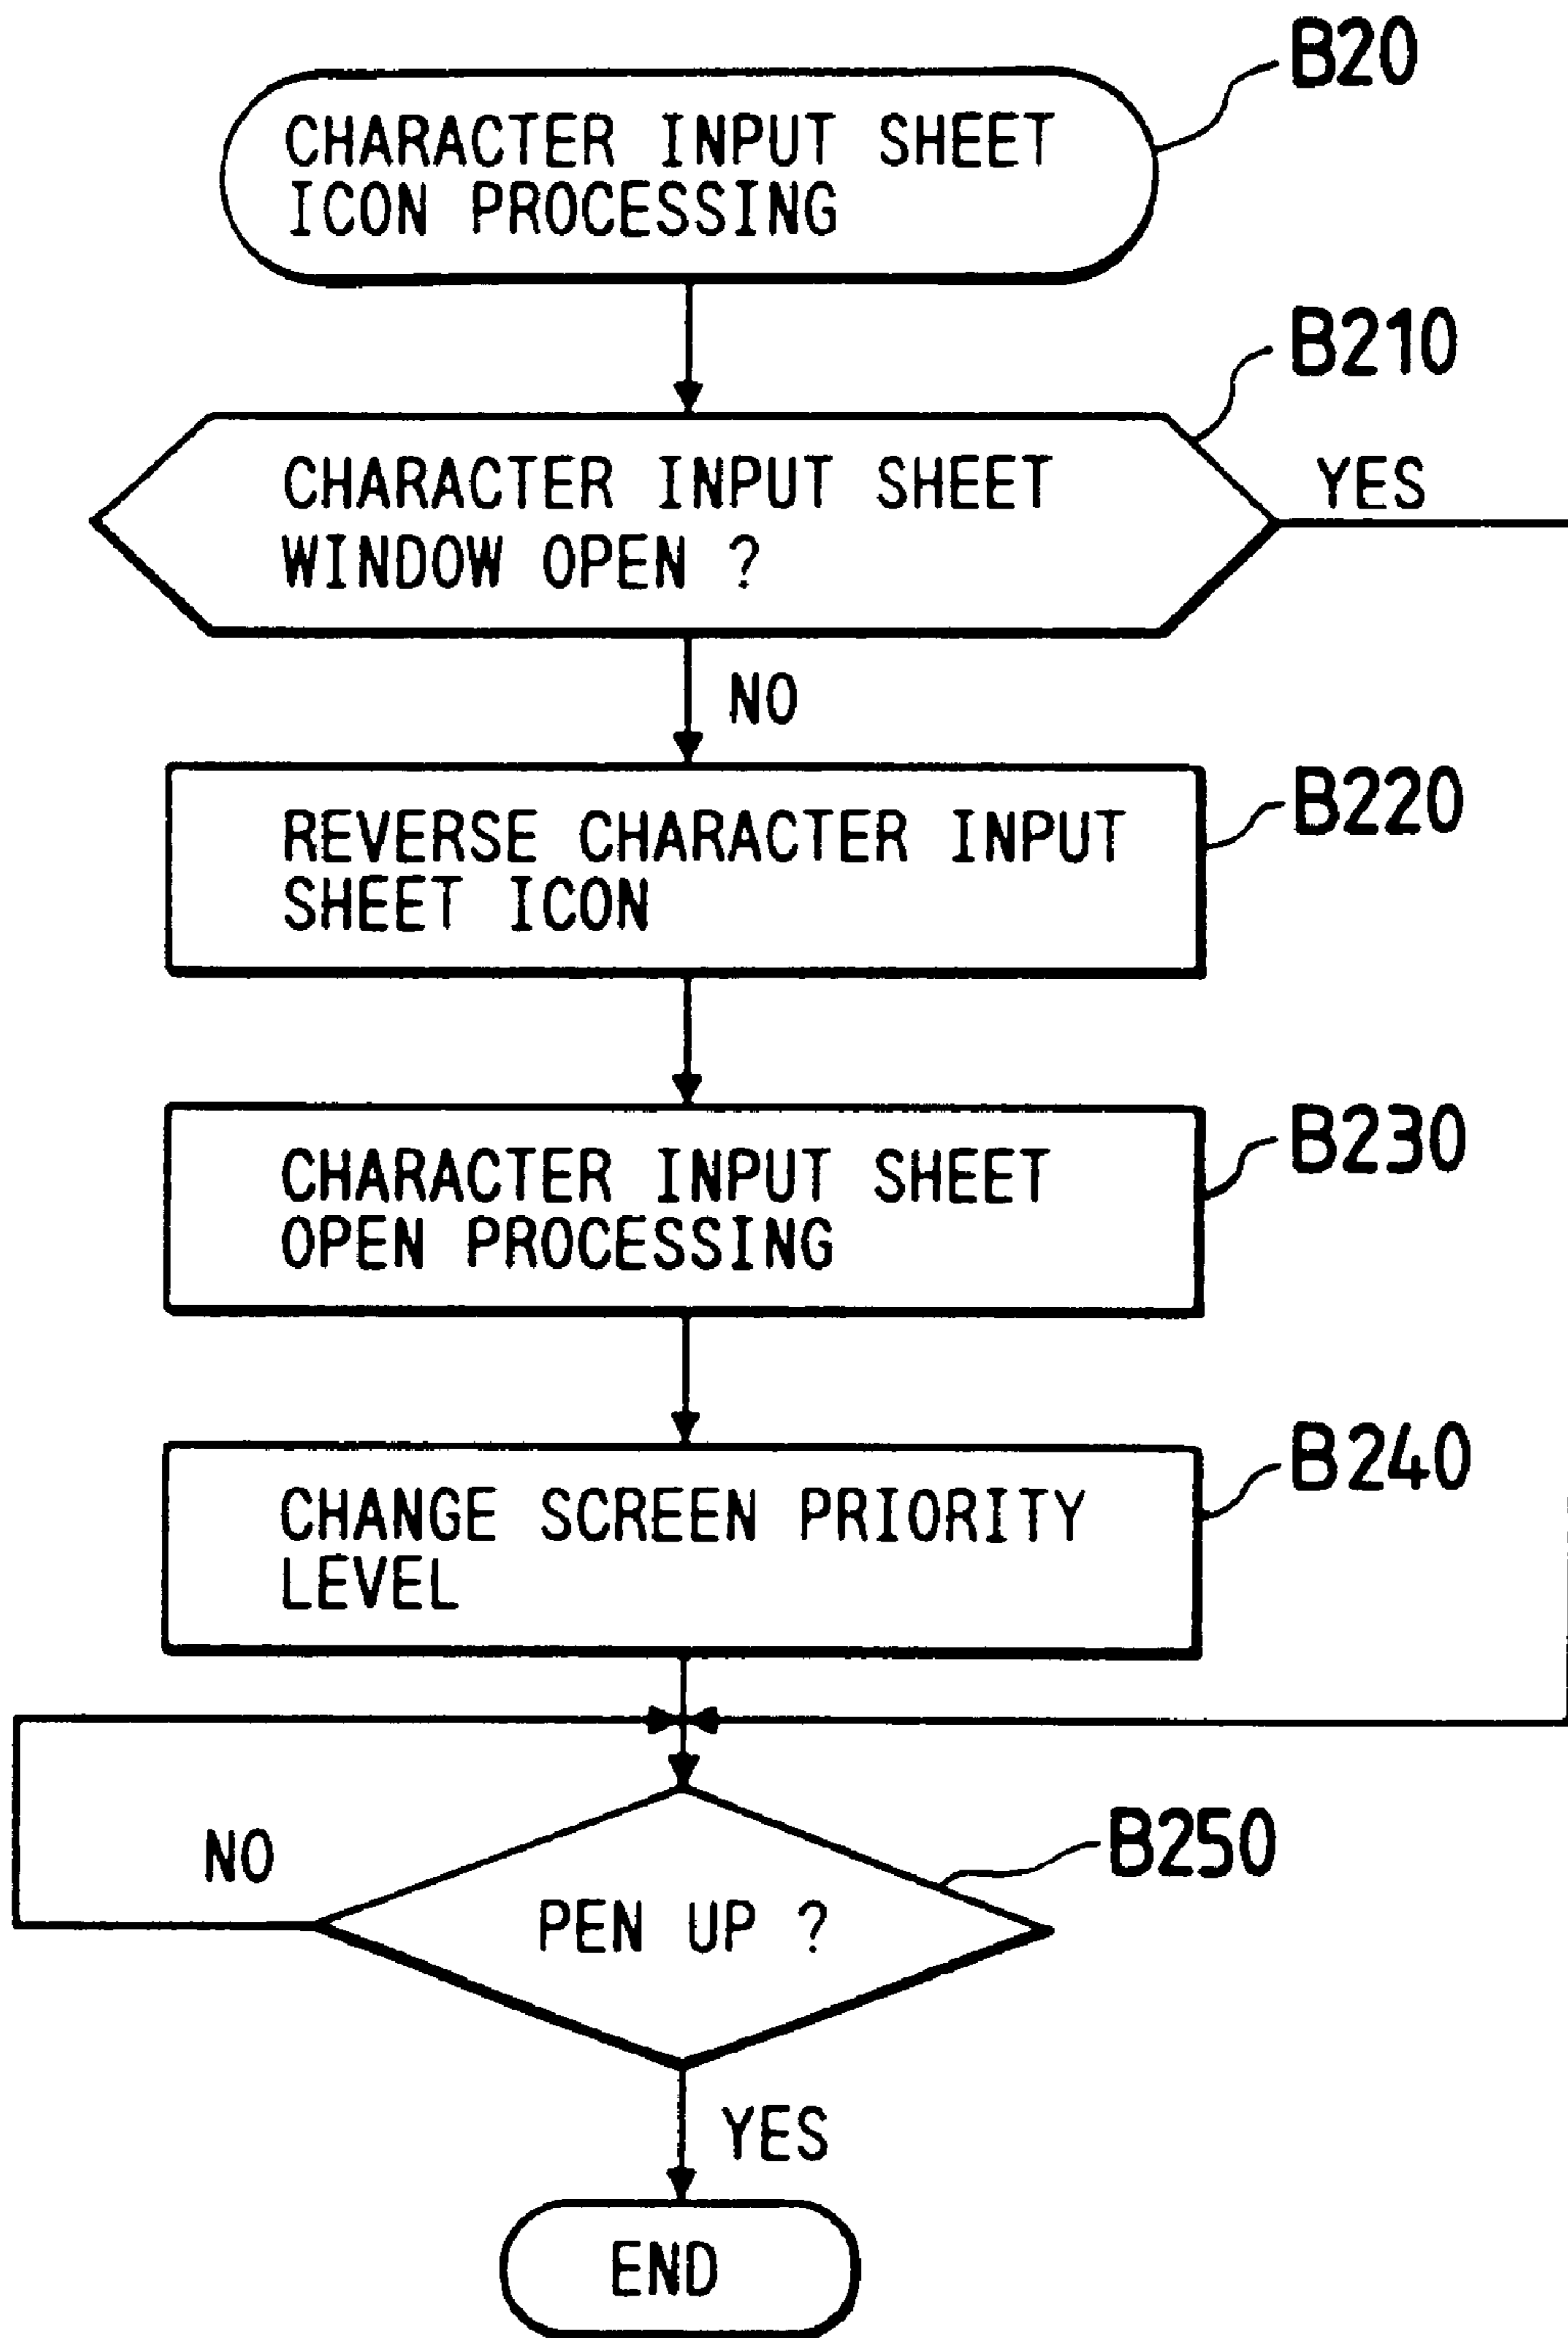 B20
CHARACTER INPUT SHEET
ICON PROCESSING
B210
CHARACTER INPUT SHEET
WINDOW OPEN ?
YES
NO
B220
REVERSE CHARACTER INPUT
SHEET ICON
B230
CHARACTER INPUT SHEET
OPEN PROCESSING
B240
CHANGE SCREEN PRIORITY
LEVEL
NO
B250
PEN UP ?
YES
END